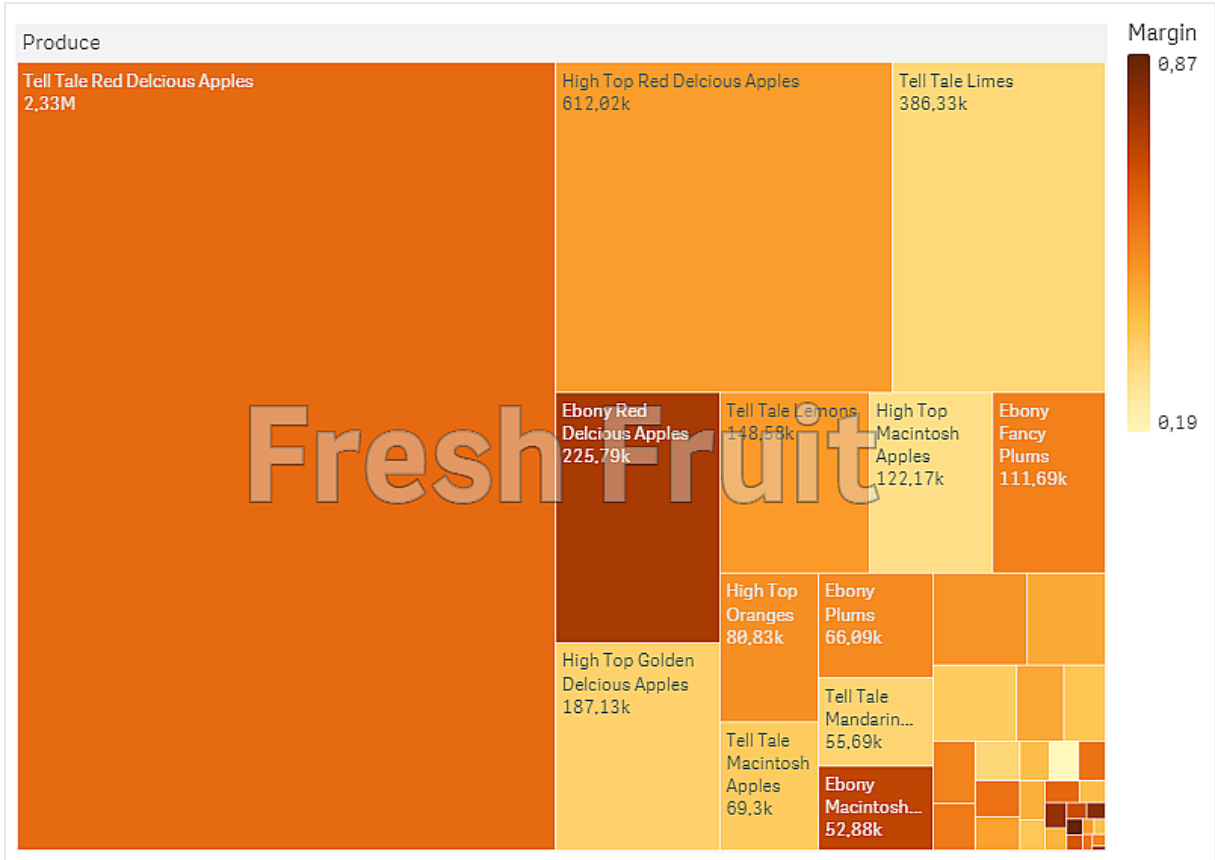 Produce
Margin
0,87
0,19
Tell Tale Red Delcious Apples
2,33M
High Top Red Delcious Apples
612,02k
Tell Tale Limes
386,33k
Ebony Red
Delcious Apples
225,79k
Tell Tale Lemons
148,58k
High Top
Macintosh
Apples
122,17k
Ebony
Fancy
Plums
111,69k
Fresh Fruit
High Top Golden
Delcious Apples
187,13k
High Top
Oranges
80,83k
Ebony
Plums
66,09k
Tell Tale
Macintosh
Apples
69,3k
Tell Tale
Mandarin...
55,69k
Ebony
Macintosh...
52,88k